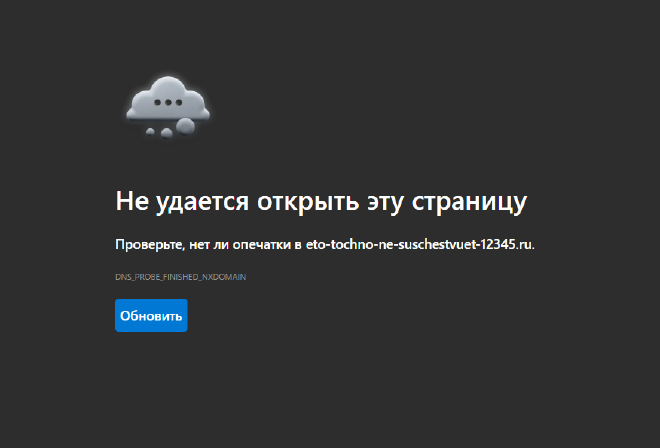 Не удается открыть эту страницу
Проверьте, нет ли опечатки в eto-tochno-ne-suschestvuet-12345.ru.
DNS_PROBE_FINISHED_NXDOMAIN
Обновить